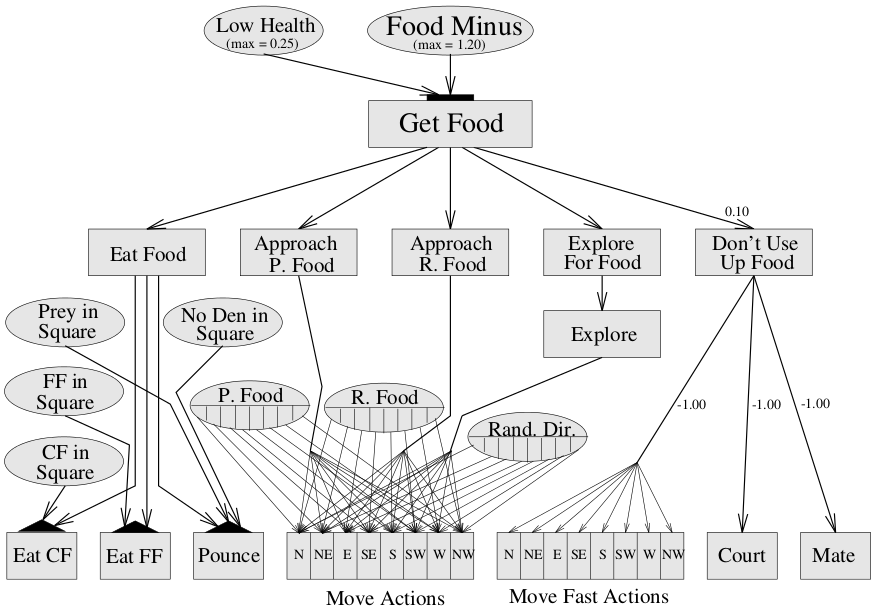 Low Health
(max = 0.25)
Food Minus
(max = 1.20)
Get Food
0.10
Eat Food
Approach
P. Food
Approach
R. Food
Explore
For Food
Don't Use
Up Food
Prey in
Square
No Den in
Square
Explore
FF in
Square
P. Food
R. Food
-1.00
-1.00
-1.00
Rand. Dir.
CF in
Square
Eat CF
Eat FF
Pounce
N NE E SE S SW W NW
N NE E SE S SW W NW
Court
Mate
Move Actions
Move Fast Actions